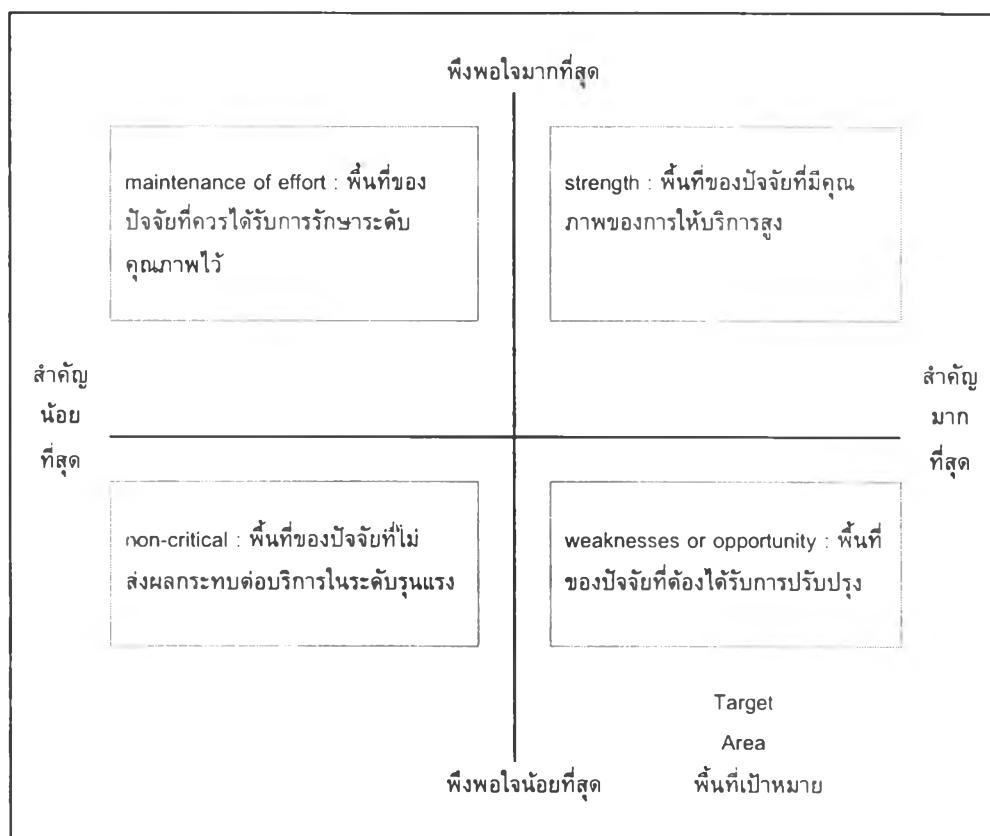 พึงพอใจมากที่สุด
maintenance of effort : พื้นที่ของ
ปัจจัยที่ควรได้รับการรักษาระดับ
คุณภาพไว้
strength : พื้นที่ของปัจจัยที่มีคุณ
ภาพของการให้บริการสูง
สำคัญ
น้อย
ที่สุด
สำคัญ
มาก
ที่สุด
non-critical : พื้นที่ของปัจจัยที่ไม่
ส่งผลกระทบต่อบริการในระดับรุนแรง
weaknesses or opportunity : พื้นที่
ของปัจจัยที่ต้องได้รับการปรับปรุง
Target
Area
พื้นที่เป้าหมาย
พึงพอใจน้อยที่สุด